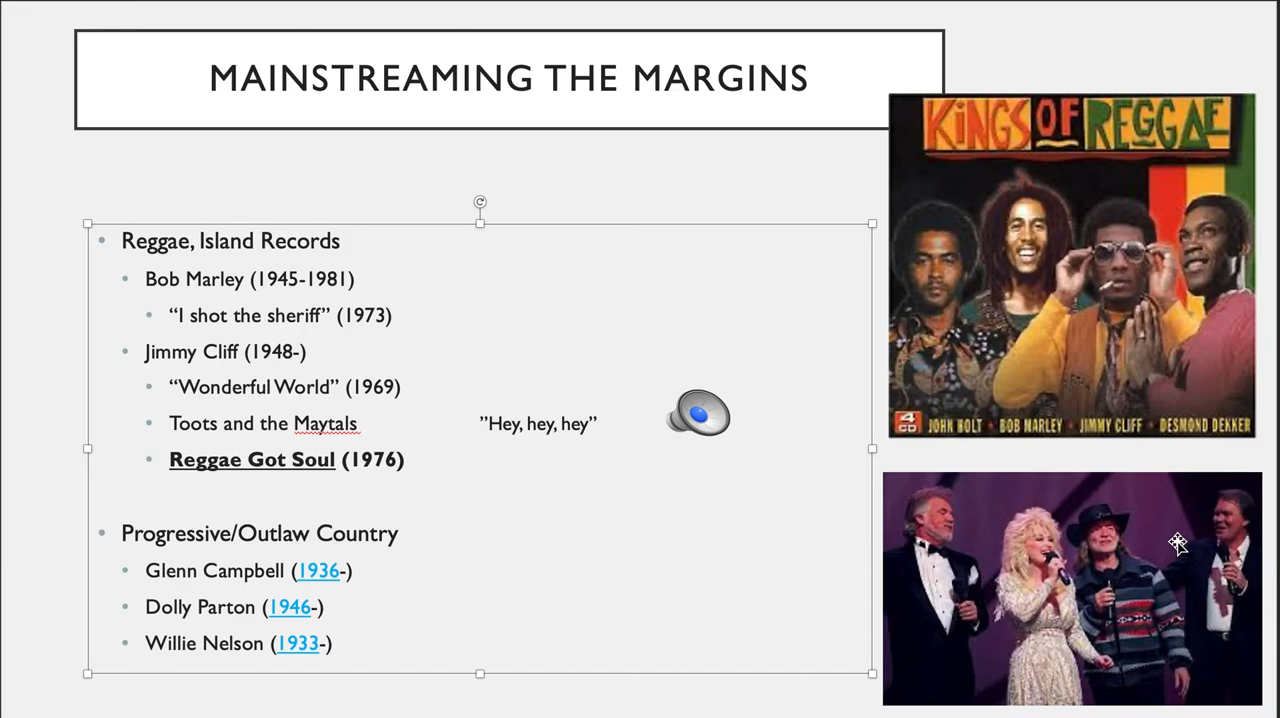 MAINSTREAMING THE MARGINS
KINGS OF REGGAE
Reggae, Island Records
Bob Marley (1945-1981)
“I shot the sheriff” (1973)
Jimmy Cliff (1948-)
“Wonderful World” (1969)
Toots and the Maytals ”Hey, hey, hey”
Reggae Got Soul (1976)
4 CD JOHN HOLT • BOB MARLEY • JIMMY CLIFF • DESMOND DEKKER
Progressive/Outlaw Country
Glenn Campbell (1936-)
Dolly Parton (1946-)
Willie Nelson (1933-)